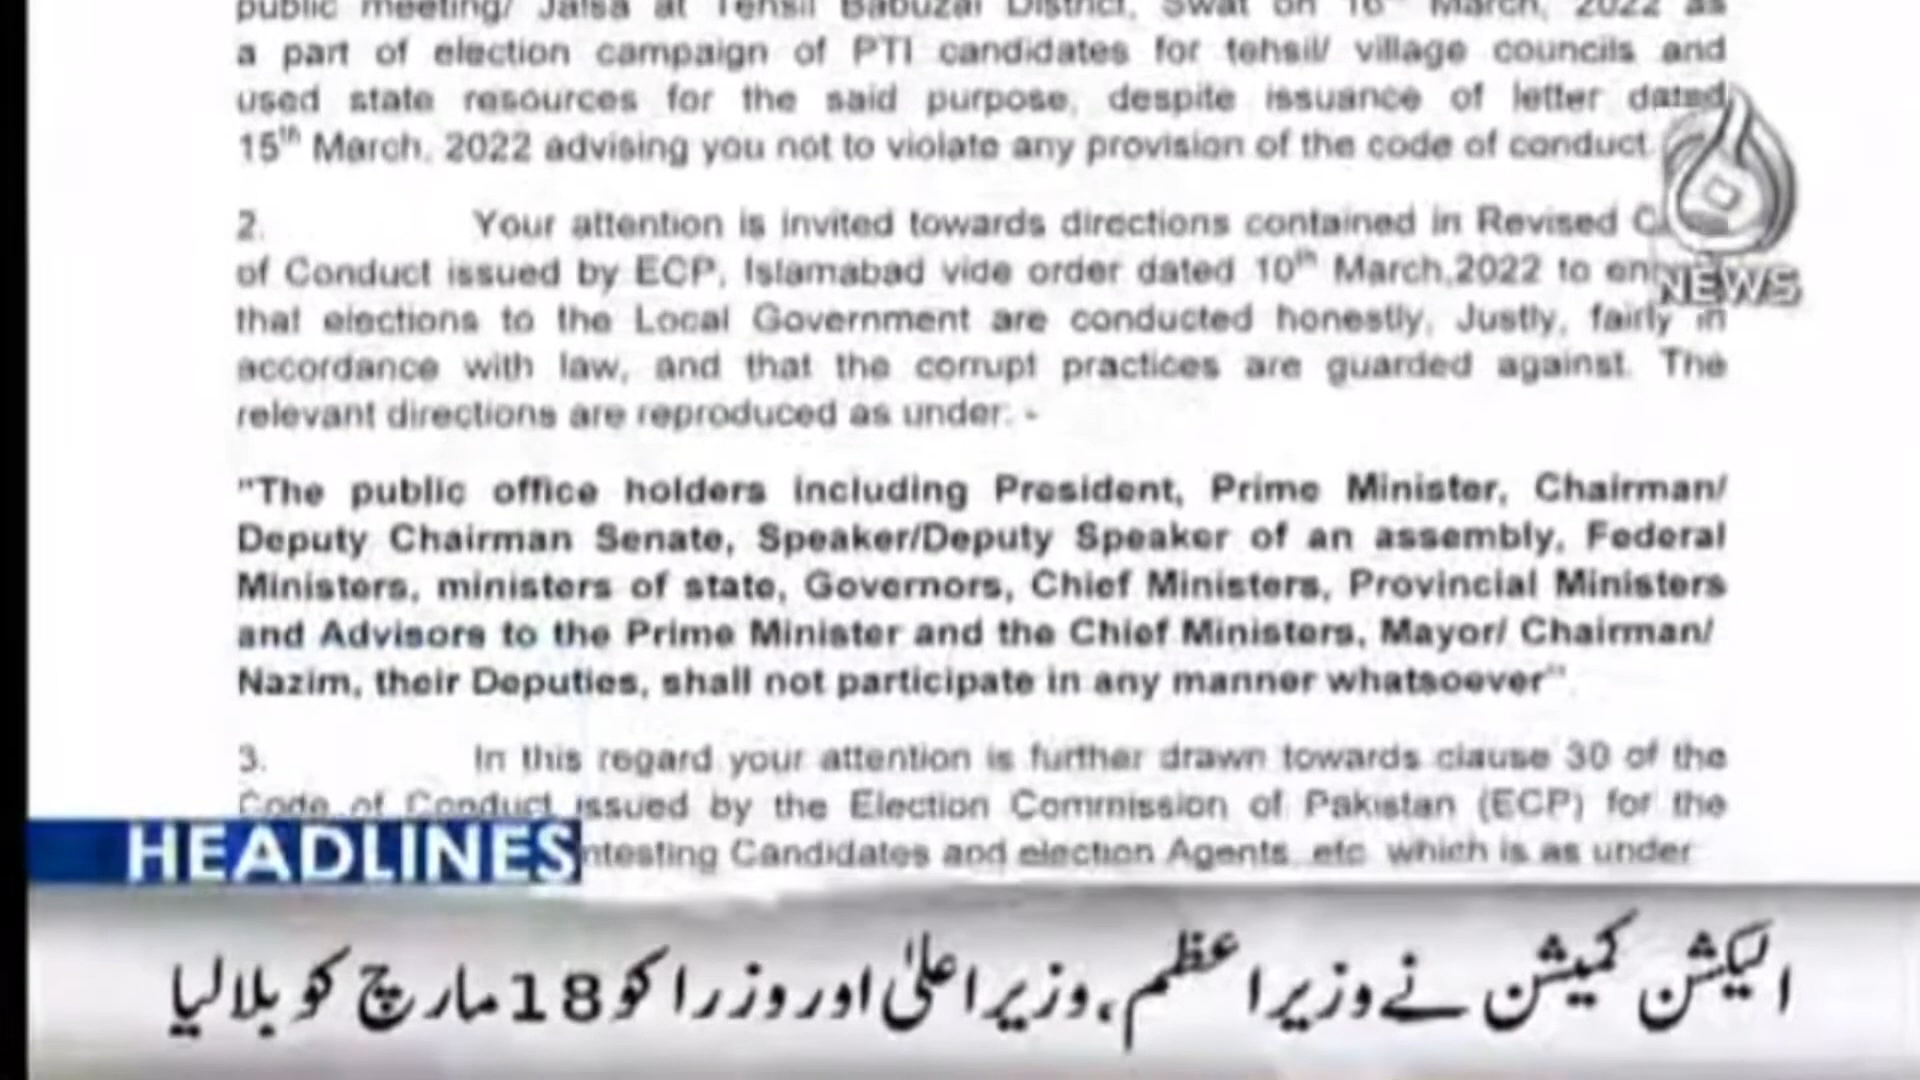 public meeting/ Jalsa at Tehsil Babuzai District, Swat on 16th March, 2022 as
a part of election campaign of PTI candidates for tehsil/ village councils and
used state resources for the said purpose, despite issuance of letter dated
15th March, 2022 advising you not to violate any provision of the code of conduct.
2. Your attention is invited towards directions contained in Revised
of Conduct issued by ECP, Islamabad vide order dated 10th March,2022 to
that elections to the Local Government are conducted honestly, Justly, fairly in
accordance with law, and that the corrupt practices are guarded against. The
relevant directions are reproduced as under: -
"The public office holders including President, Prime Minister, Chairman/
Deputy Chairman Senate, Speaker/Deputy Speaker of an assembly, Federal
Ministers, ministers of state, Governors, Chief Ministers, Provincial Ministers
and Advisors to the Prime Minister and the Chief Ministers, Mayor/ Chairman/
Nazim, their Deputies, shall not participate in any manner whatsoever"
3. In this regard your attention is further drawn towards clause 30 of the
Code of Conduct issued by the Election Commission of Pakistan (ECP) for the
ntesting Candidates and election Agents, etc which is as under
NEWS
HEADLINES
الیکشن کمیشن نے وزیراعظم، وزیراعلیٰ اور وزرا کو 18 مارچ کو بلالیا